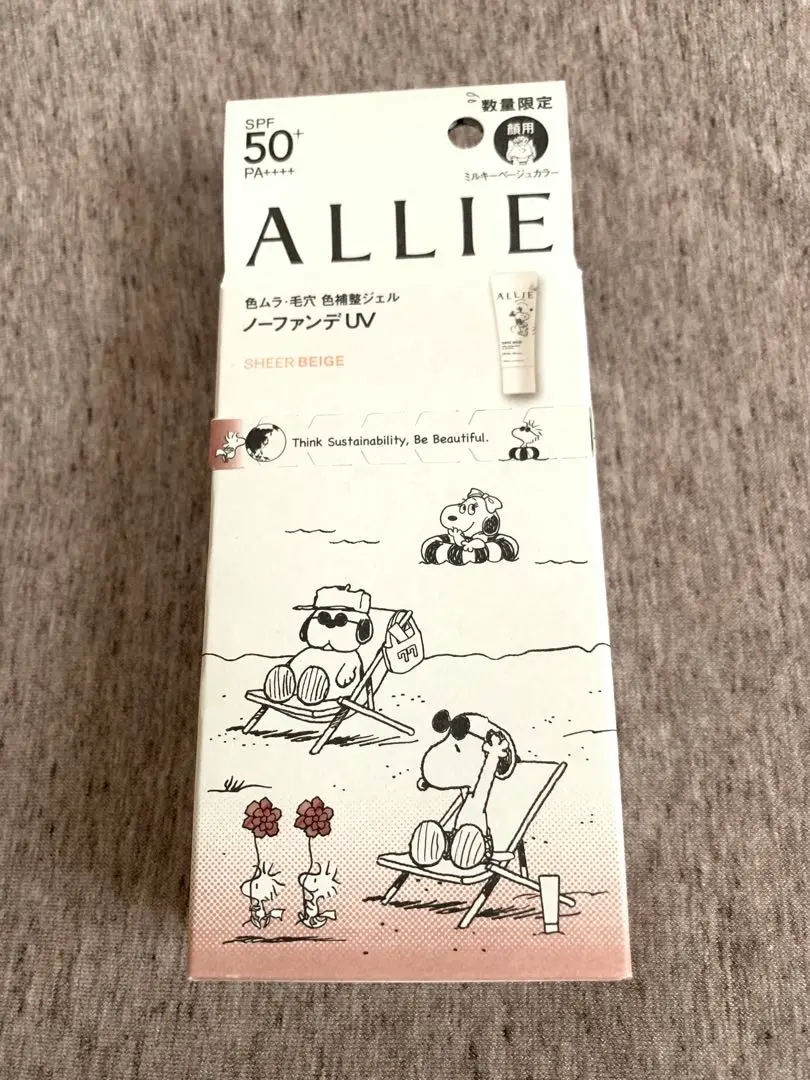 SPF
50+
PA++++
数量限定
顔用
ミルキーベージュカラー
ALLIE
色ムラ・毛穴 色補整ジェル
ノーファンデUV
SHEER BEIGE
ALLIE
Think Sustainability, Be Beautiful.
77